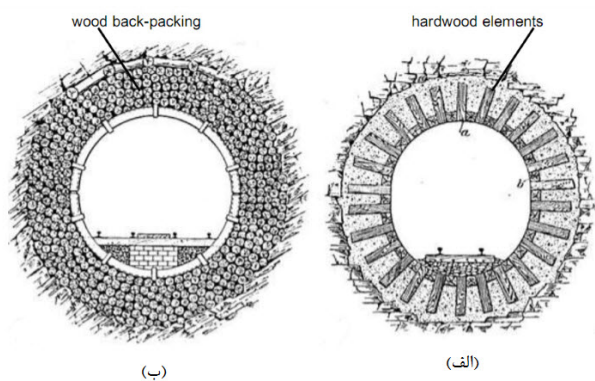 wood back-packing
hardwood elements
a
b
(الف)
(ب)